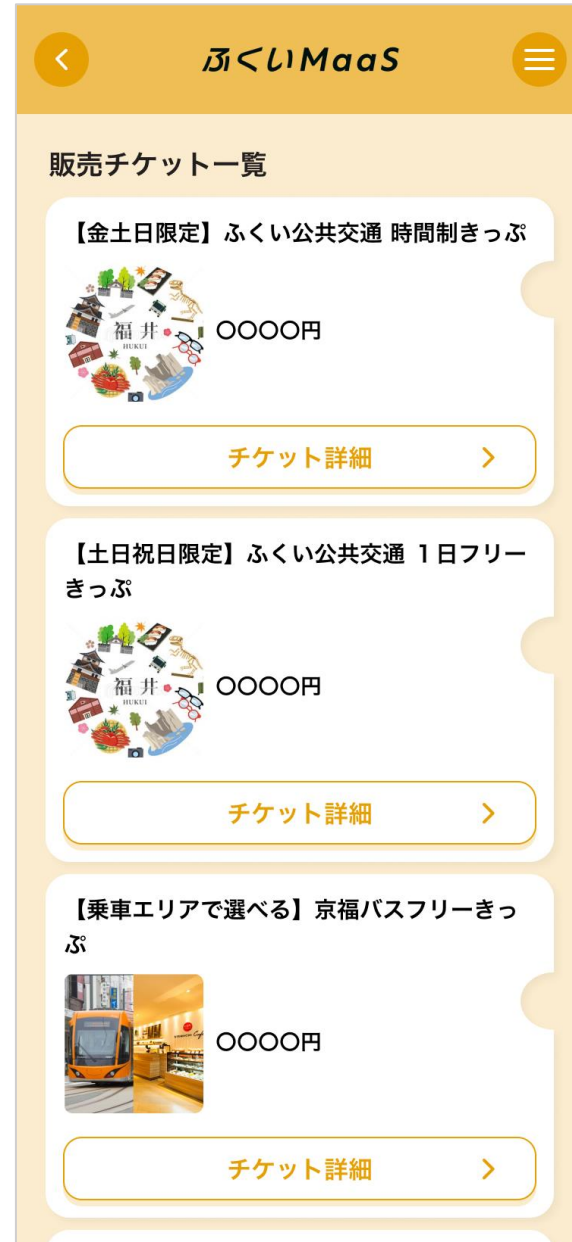 ふくいMaaS
販売チケット一覧
【金土日限定】ふくい公共交通 時間制きっぷ
福井
HUKUI
〇〇〇〇円
チケット詳細
【土日祝日限定】ふくい公共交通 １日フリー
きっぷ
福井
HUKUI
〇〇〇〇円
チケット詳細
【乗車エリアで選べる】京福バスフリーきっ
ぷ
〇〇〇〇円
チケット詳細